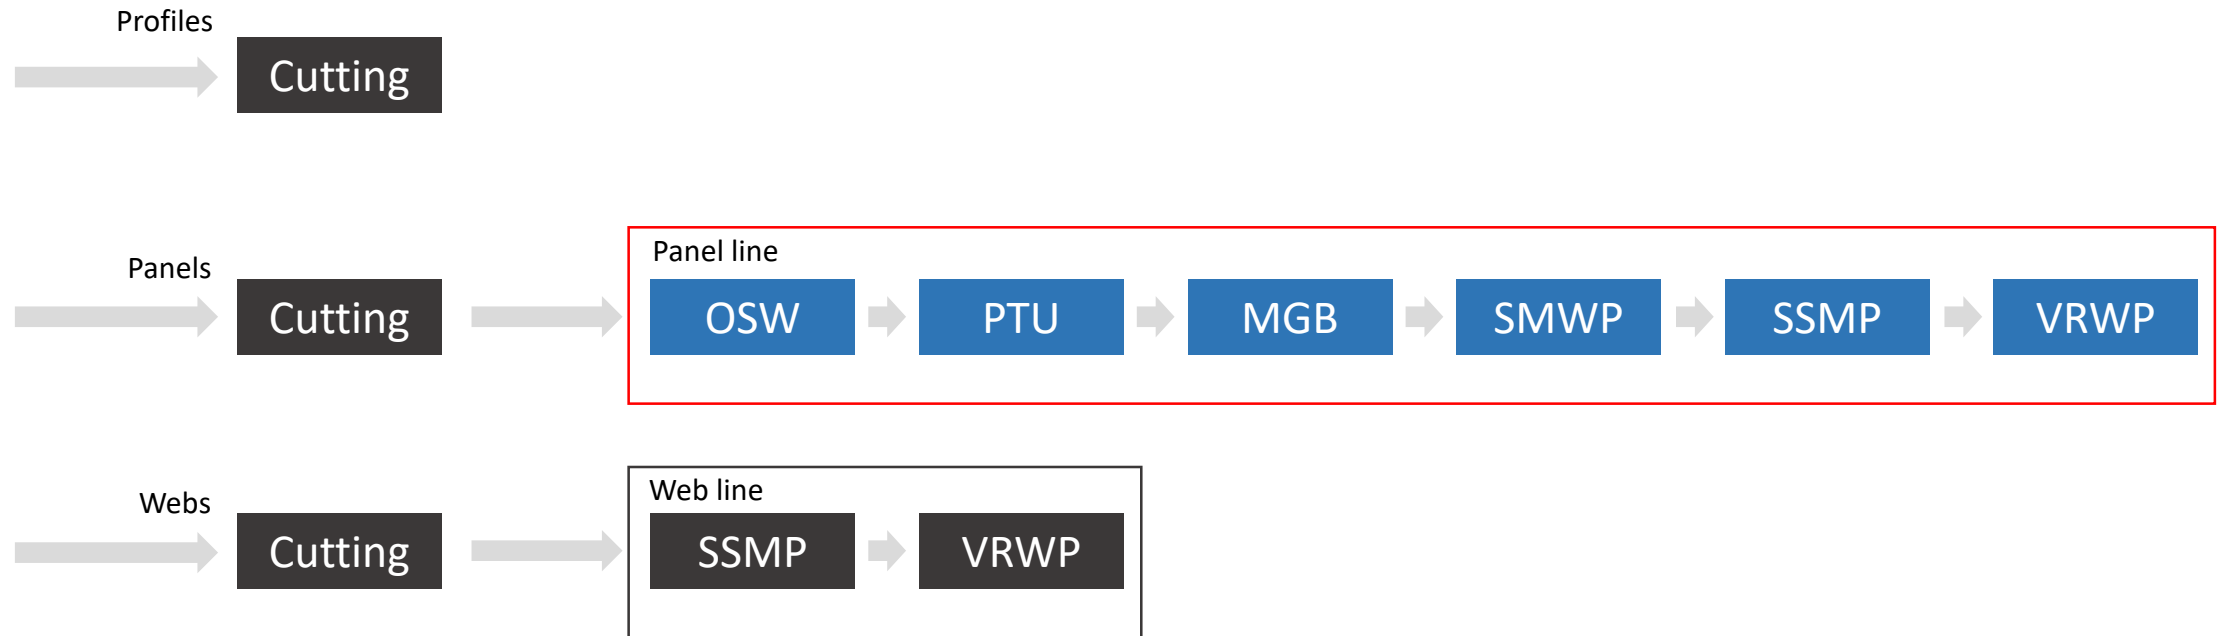 Profiles
Cutting
Panel line
Panels
Cutting
OSW
PTU
MGB
SMWP
SSMP
VRWP
Web line
Webs
Cutting
SSMP
VRWP